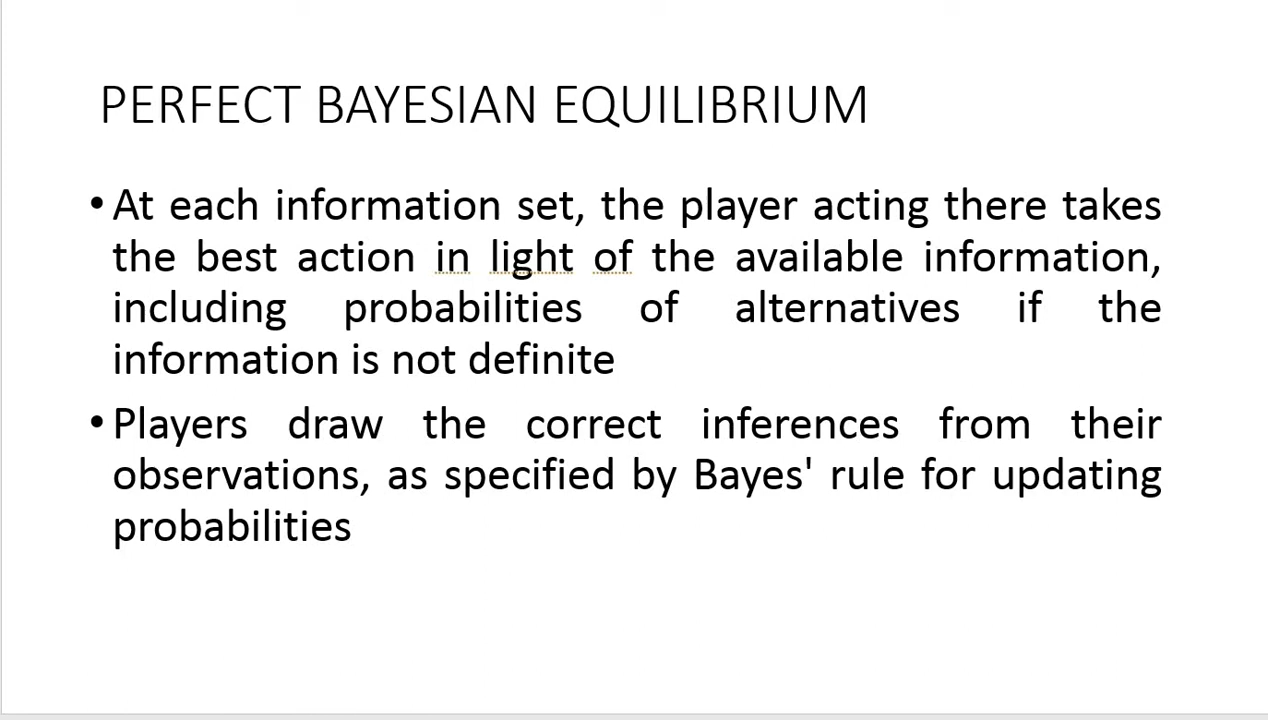 PERFECT BAYESIAN EQUILIBRIUM
• At each information set, the player acting there takes
the best action in light of the available information,
including probabilities of alternatives if the
information is not definite
• Players draw the correct inferences from their
observations, as specified by Bayes' rule for updating
probabilities